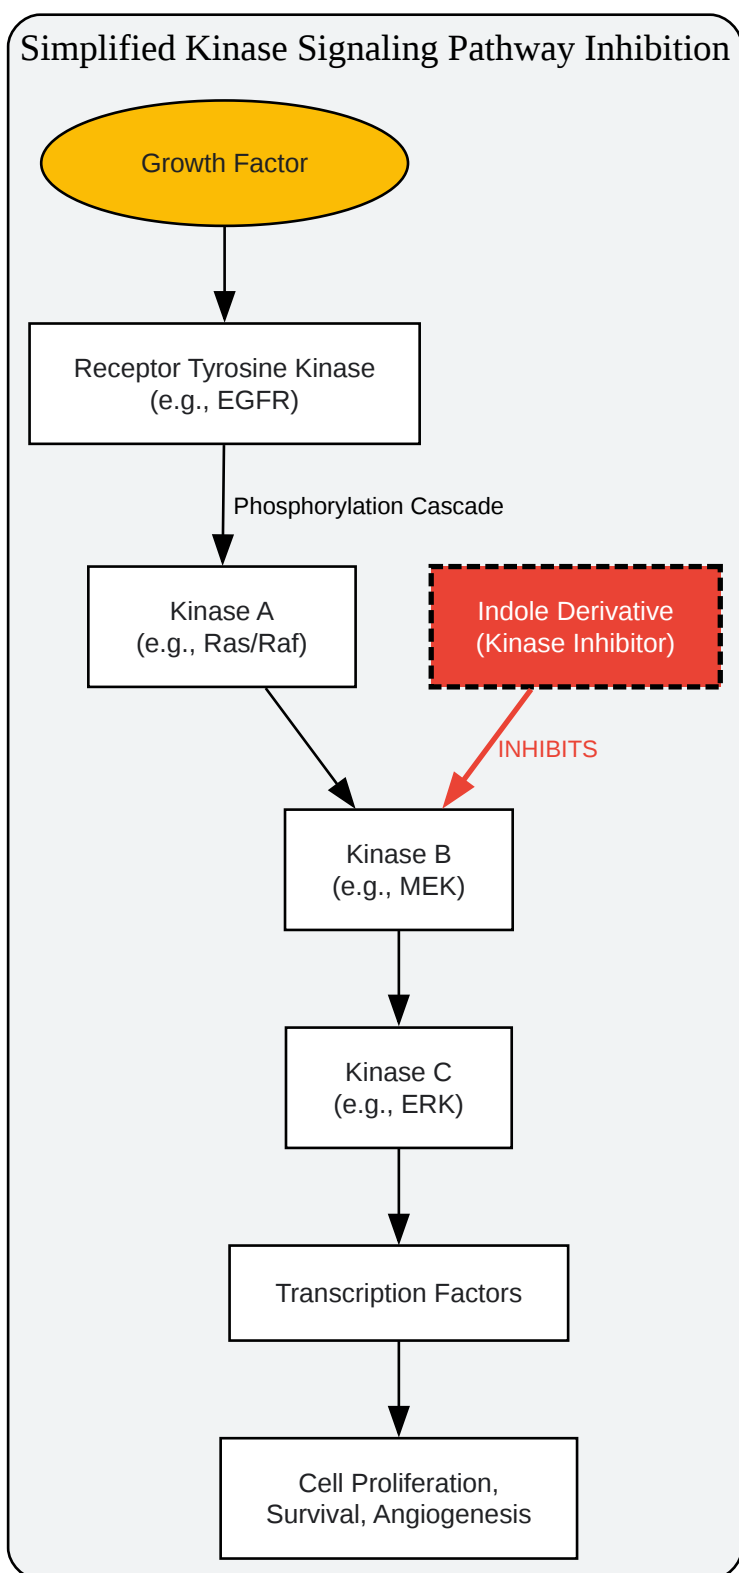 Simplified Kinase Signaling Pathway Inhibition
Growth Factor
Receptor Tyrosine Kinase
(e.g., EGFR)
Phosphorylation Cascade
Kinase A
(e.g., Ras/Raf)
Indole Derivative
(Kinase Inhibitor)
INHIBITS
Kinase B
(e.g., MEK)
Kinase C
(e.g., ERK)
Transcription Factors
Cell Proliferation,
Survival, Angiogenesis